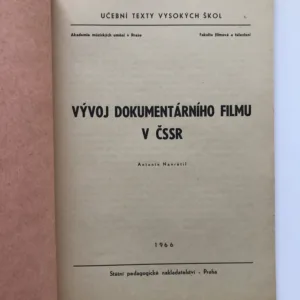 UČEBNÍ TEXTY VYSOKÝCH ŠKOL
Akademie múzických umění v Praze Fakulta filmová a televizní
VÝVOJ DOKUMENTÁRNÍHO FILMU
V ČSSR
Antonín Navrátil
1966
Státní pedagogické nakladatelství - Praha